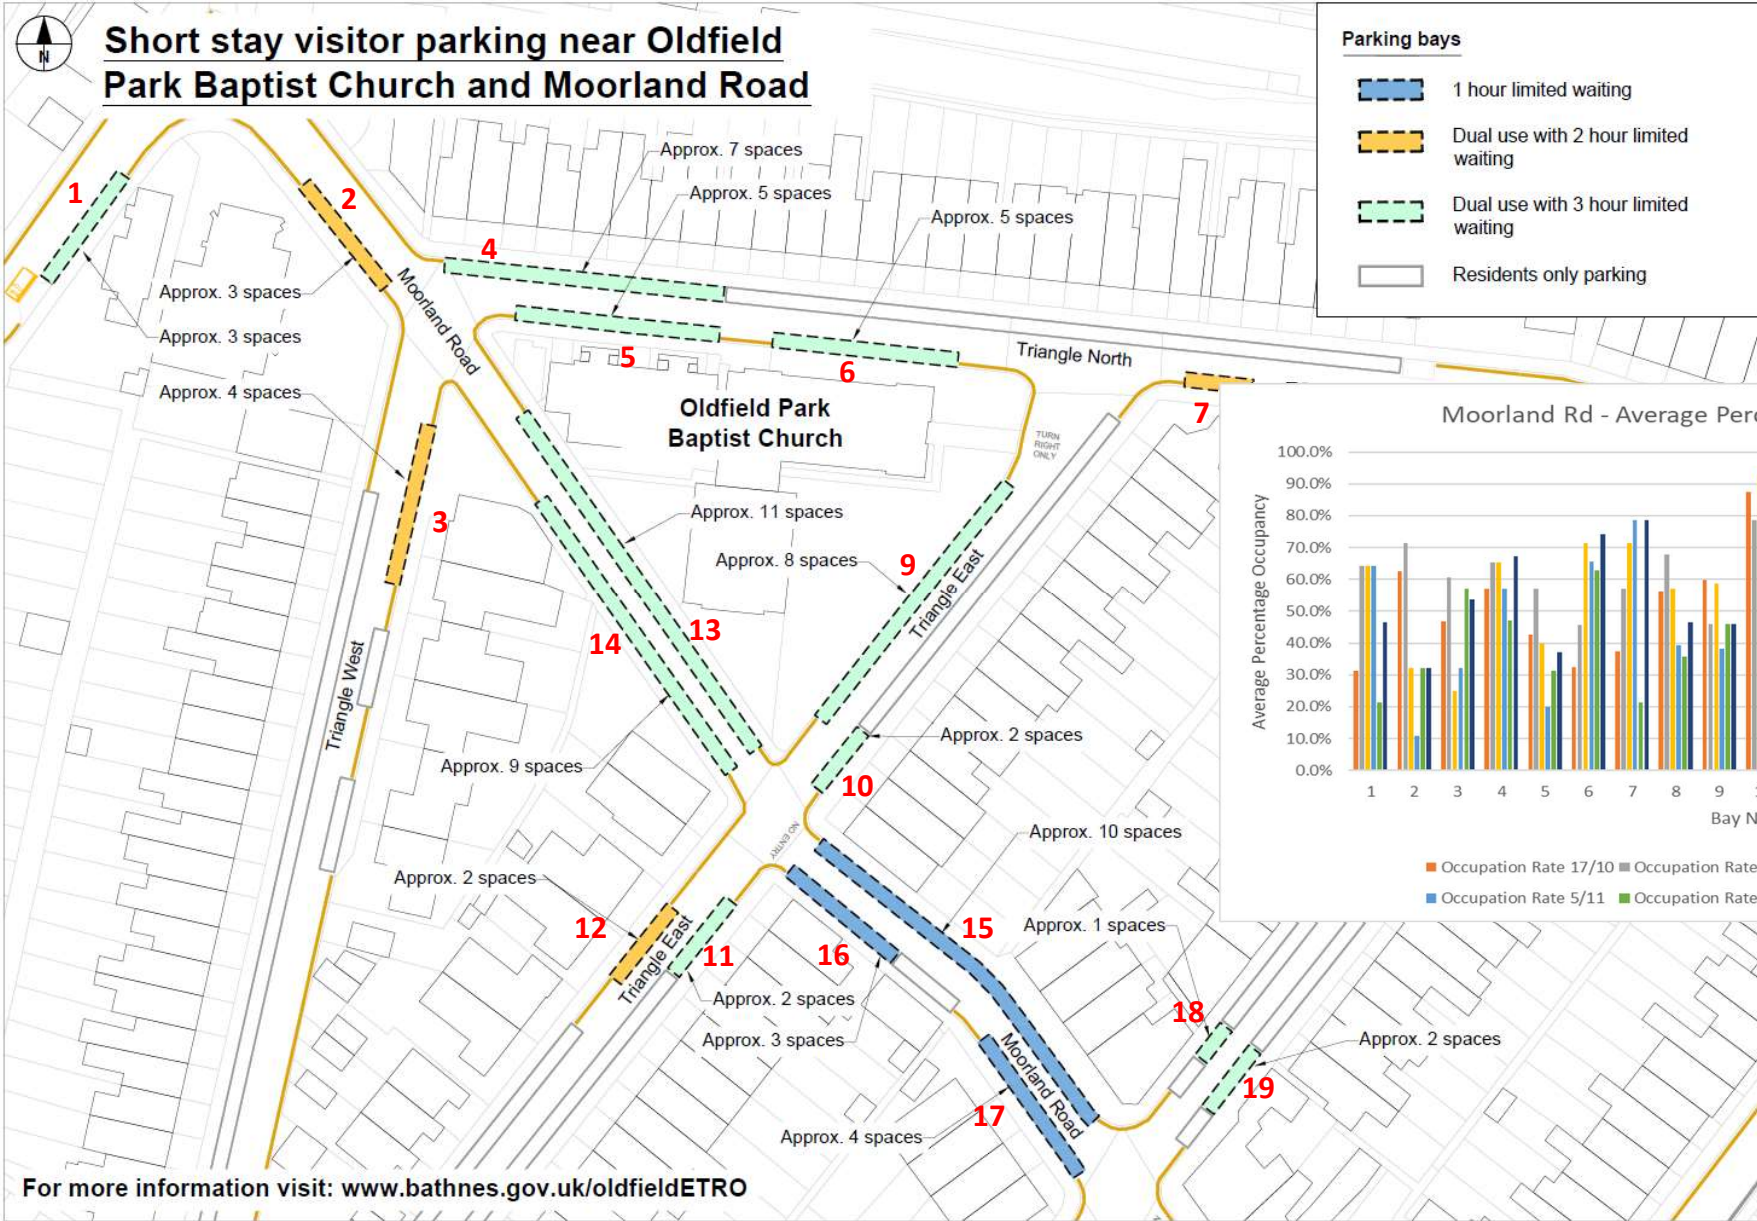 N
Short stay visitor parking near Oldfield
Park Baptist Church and Moorland Road
Parking bays
1 hour limited waiting
Dual use with 2 hour limited
waiting
Dual use with 3 hour limited
waiting
Residents only parking
Approx. 7 spaces
Approx. 5 spaces
Approx. 5 spaces
1
2
4
Approx. 3 spaces
Approx. 3 spaces
Approx. 4 spaces
Moorland Road
5
6
Triangle North
7
Oldfield Park
Baptist Church
TURN
RIGHT
ONLY
3
Approx. 11 spaces
Approx. 8 spaces
9
Triangle East
14
13
Triangle West
Approx. 9 spaces
Approx. 2 spaces
10
NO ENTRY
Approx. 10 spaces
Approx. 2 spaces
12
Triangle East
11
16
15
Approx. 1 spaces
Approx. 2 spaces
Approx. 3 spaces
18
Approx. 2 spaces
19
Moorland Road
17
Approx. 4 spaces
For more information visit: www.bathnes.gov.uk/oldfieldETRO
Moorland Rd - Average Perc
Average Percentage Occupancy
100.0%
90.0%
80.0%
70.0%
60.0%
50.0%
40.0%
30.0%
20.0%
10.0%
0.0%
1 2 3 4 5 6 7 8 9
Bay N
Occupation Rate 17/10 Occupation Rate
Occupation Rate 5/11 Occupation Rate